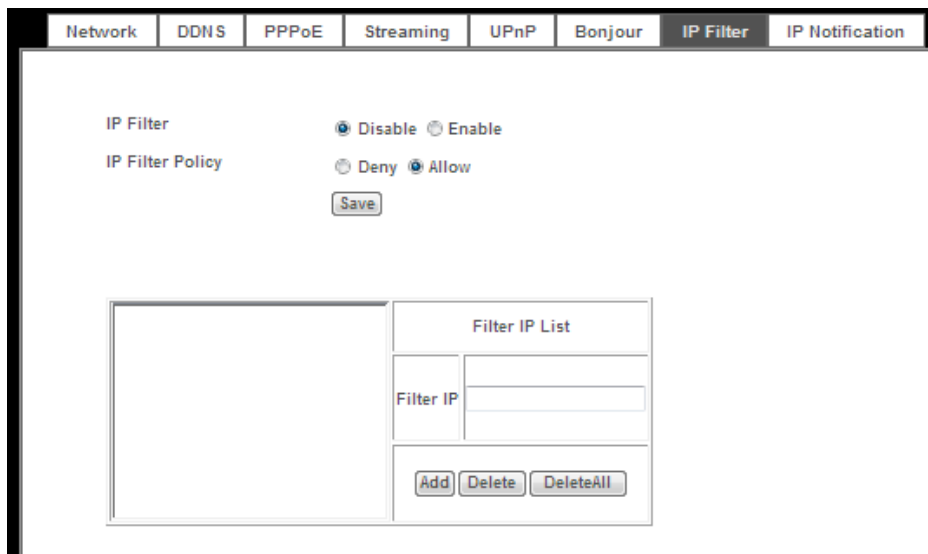 Network DDNS PPPoE Streaming UPnP Bonjour IP Filter IP Notification
IP Filter Disable Enable
IP Filter Policy Deny Allow
Save
Filter IP List
Filter IP
Add Delete DeleteAll